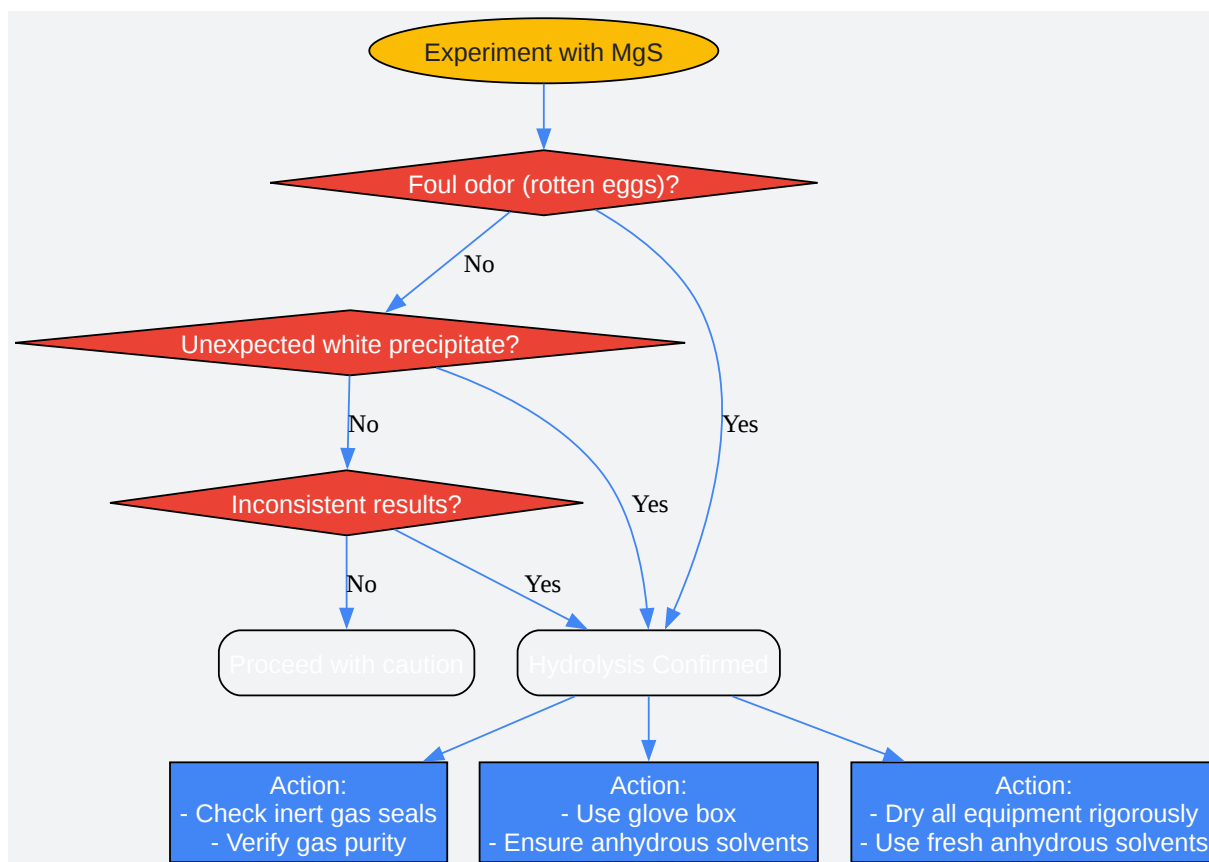 Experiment with MgS
Foul odor (rotten eggs)?
No
Unexpected white precipitate?
Yes
No
Inconsistent results?
Yes
No
Yes
Proceed with caution
Hydrolysis Confirmed
Action:
- Check inert gas seals
- Verify gas purity
Action:
- Use glove box
- Ensure anhydrous solvents
Action:
- Dry all equipment rigorously
- Use fresh anhydrous solvents